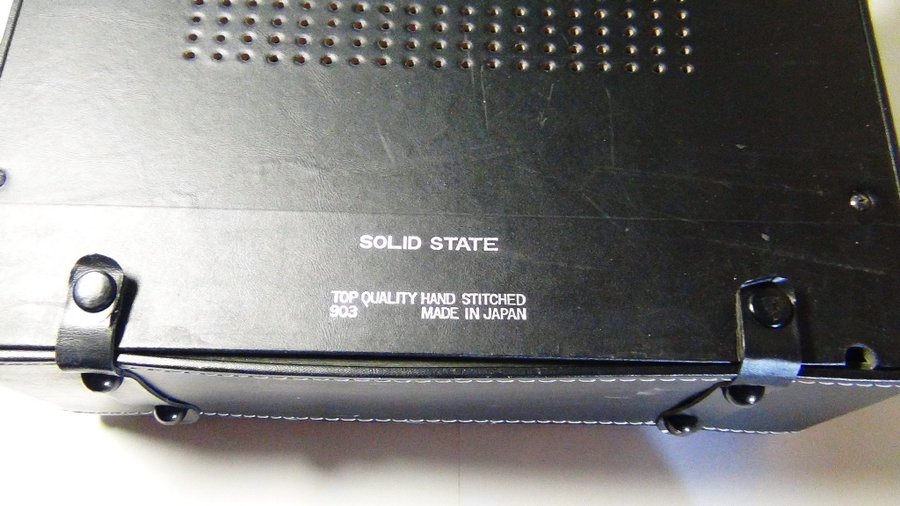 SOLID STATE
TOP QUALITY HAND STITCHED
903 MADE IN JAPAN